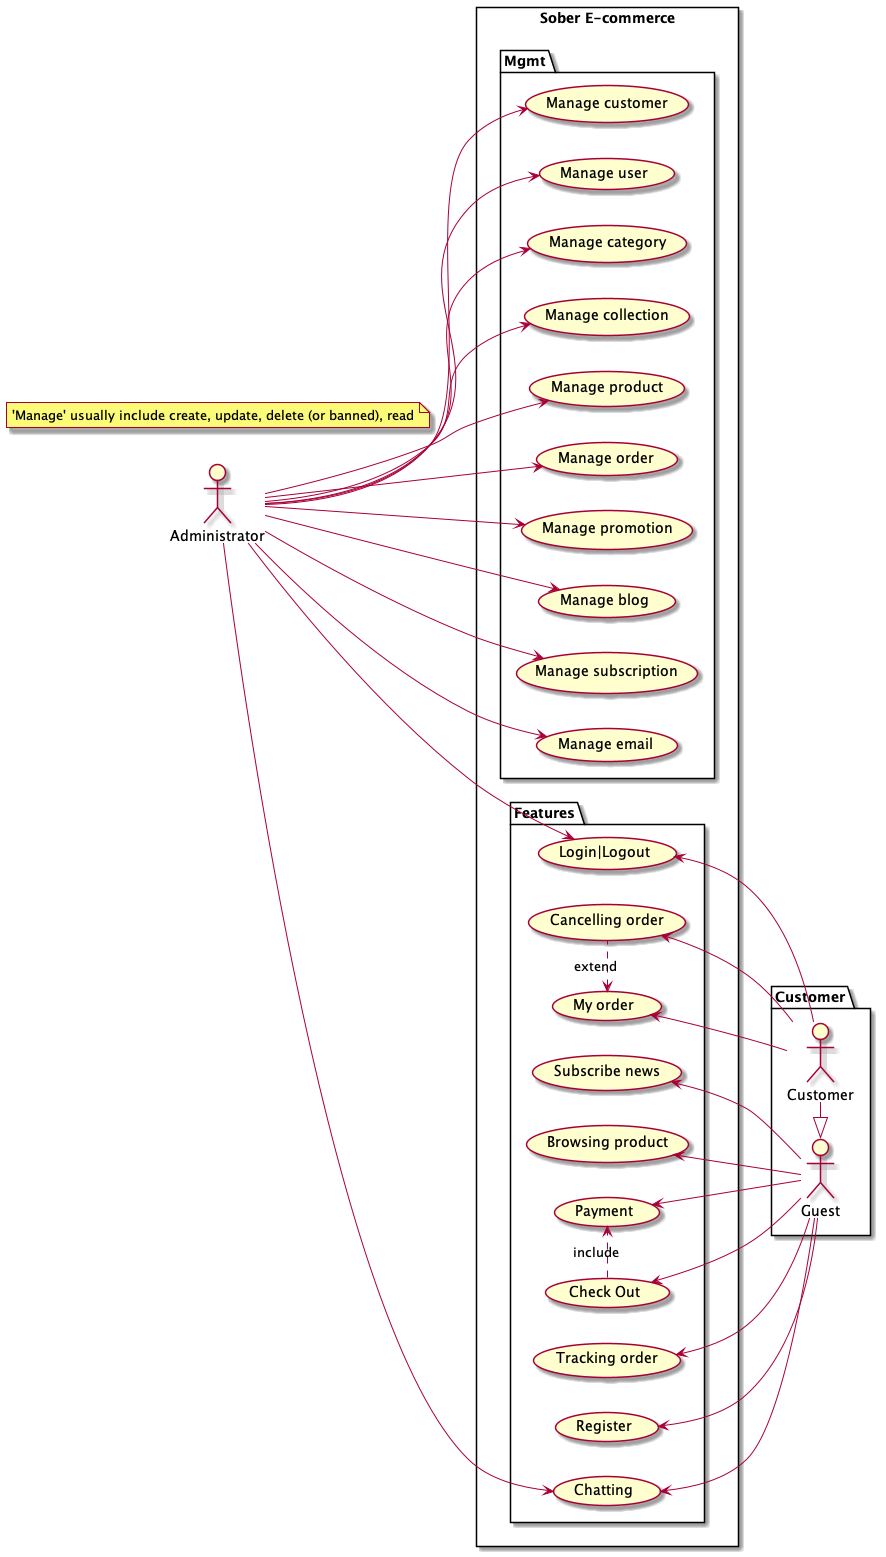 Sober E-commerce
Mgmt
Manage customer
Manage user
Manage category
Manage collection
Manage product
'Manage' usually include create, update, delete (or banned), read
Manage order
Administrator
Manage promotion
Manage blog
Manage subscription
Manage email
Features
Login|Logout
Cancelling order
extend
My order
Customer
Customer
Subscribe news
Browsing product
Payment
Guest
include
Check Out
Tracking order
Register
Chatting